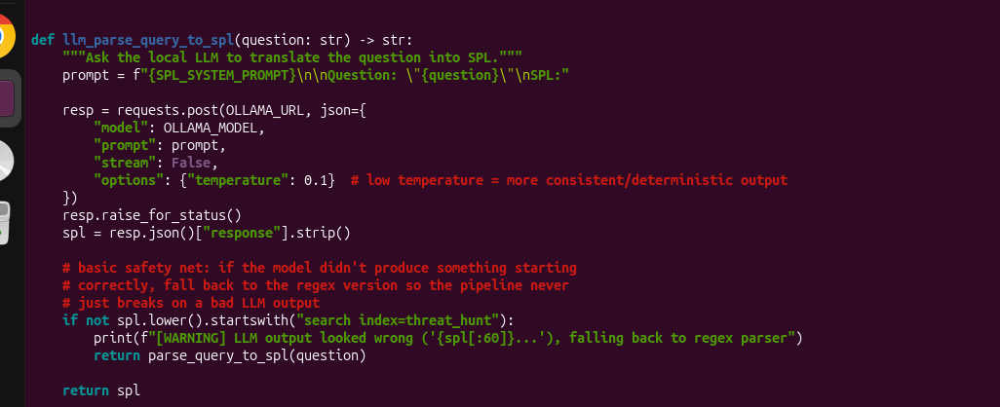 def llm_parse_query_to_spl(question: str) -> str:
    """Ask the local LLM to translate the question into SPL."""
    prompt = f"{SPL_SYSTEM_PROMPT}\n\nQuestion: \"{question}\"\nSPL:"

    resp = requests.post(OLLAMA_URL, json={
        "model": OLLAMA_MODEL,
        "prompt": prompt,
        "stream": False,
        "options": {"temperature": 0.1}  # low temperature = more consistent/deterministic output
    })
    resp.raise_for_status()
    spl = resp.json()["response"].strip()

    # basic safety net: if the model didn't produce something starting
    # correctly, fall back to the regex version so the pipeline never
    # just breaks on a bad LLM output
    if not spl.lower().startswith("search index=threat_hunt"):
        print(f"[WARNING] LLM output looked wrong ('{spl[:60]}...'), falling back to regex parser")
        return parse_query_to_spl(question)

    return spl